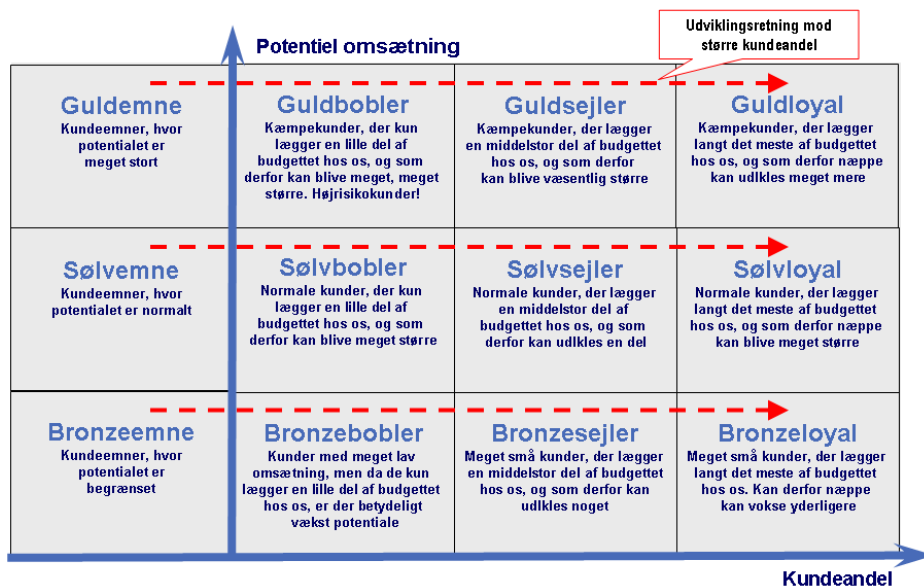 Potentiel omsætning
Udviklingsretning mod
større kundeandel
Guldemne
Kundeemner, hvor
potentialet er
meget stort
Guldbobler
Kæmpekunder, der kun
lægger en lille del af
budgettet hos os, og som
derfor kan blive meget, meget
større. Højrisikokunder!
Guldsejler
Kæmpekunder, der lægger
en middelstor del af budgettet
hos os, og som derfor
kan blive væsentlig større
Guldloyal
Kæmpekunder, der lægger
langt det meste af budgettet
hos os, og som derfor næppe
kan udlkles meget mere
Sølvemne
Kundeemner, hvor
potentialet er normalt
Sølvbobler
Normale kunder, der kun
lægger en lille del af
budgettet hos os, og som
derfor kan blive meget større
Sølvsejler
Normale kunder, der lægger
en middelstor del af
budgettet hos os, og som
derfor kan udlkles en del
Sølvloyal
Normale kunder, der lægger
langt det meste af budgettet
hos os, og som derfor næppe
kan blive meget større
Bronzeemne
Kundeemner, hvor
potentialet er
begrænset
Bronzebobler
Kunder med meget lav
omsætning, men da de kun
lægger en lille del af budgettet
hos os, er der betydeligt
vækst potentiale
Bronzesejler
Meget små kunder, der lægger
en middelstor del af budgettet
hos os, og som derfor kan
udlkles noget
Bronzeloyal
Meget små kunder, der lægger
langt det meste af budgettet
hos os. Kan derfor næppe
kan vokse yderligere
Kundeandel